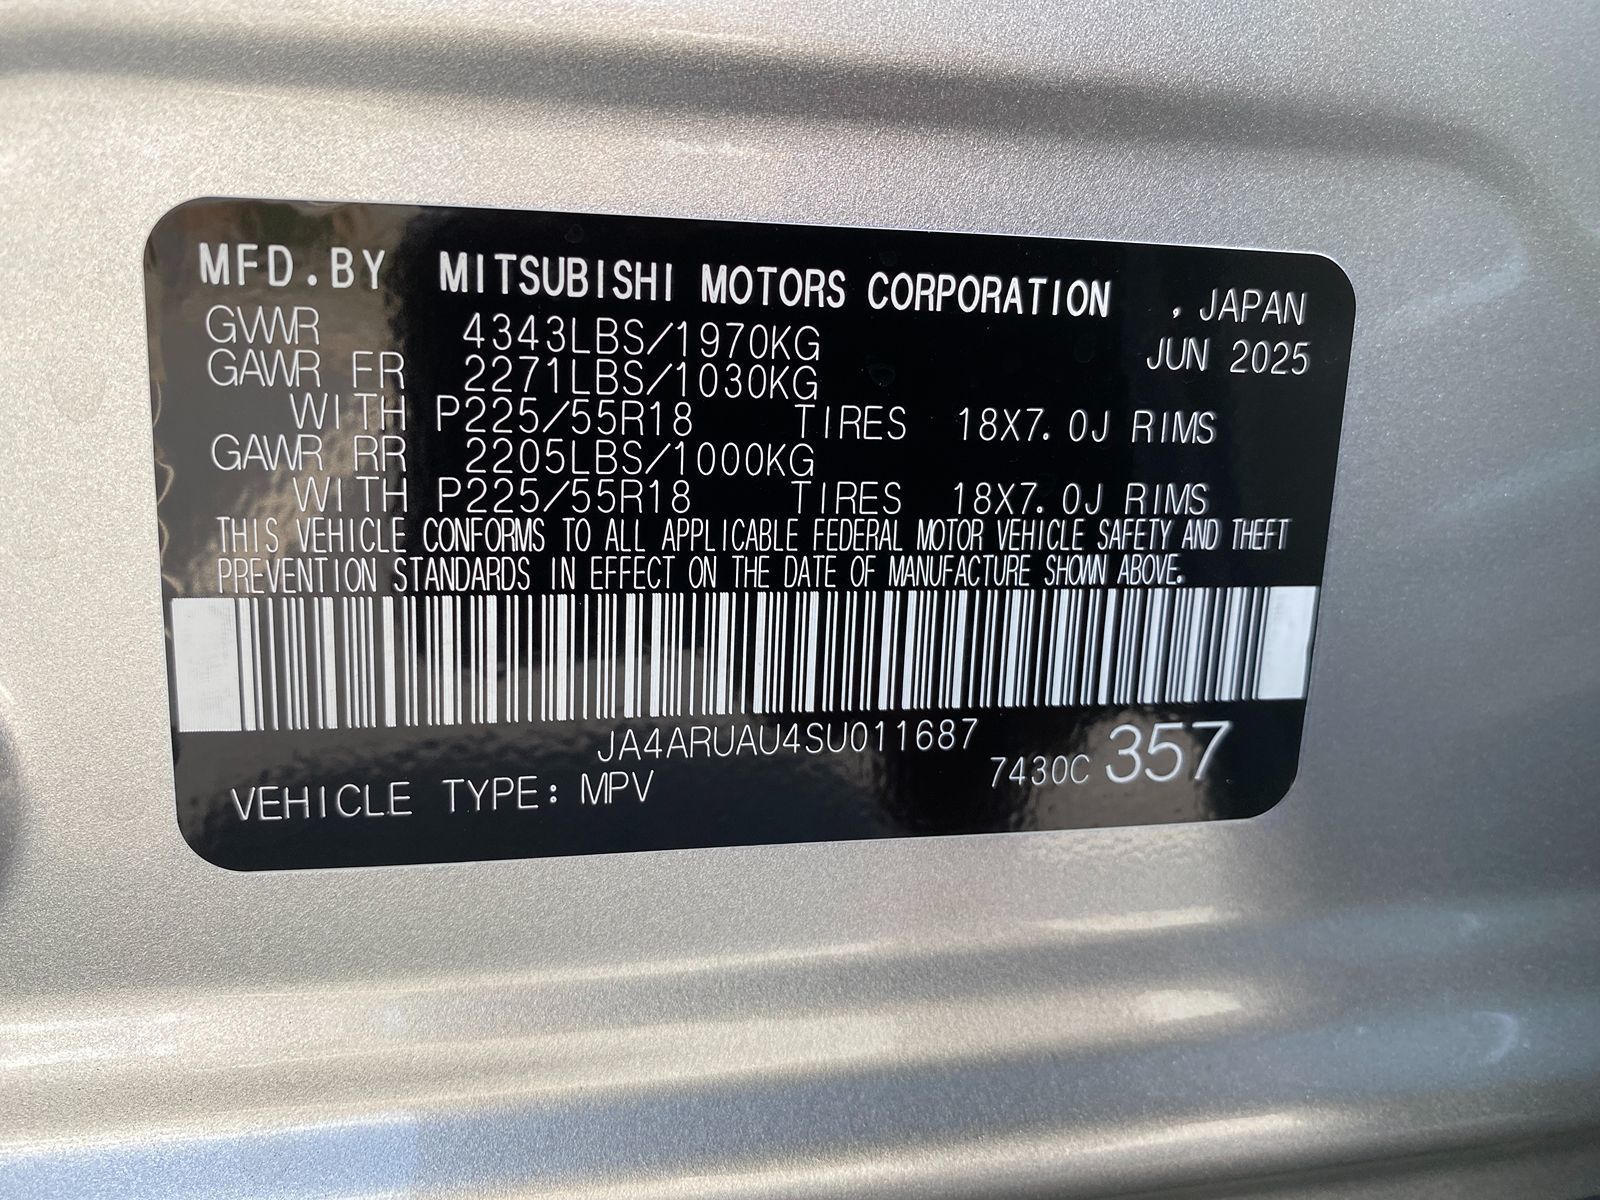 MFD.BY MITSUBISHI MOTORS CORPORATION , JAPAN
GVWR 4343LBS/1970KG JUN 2025
GAWR FR 2271LBS/1030KG
WITH P225/55R18 TIRES 18X7.0J RIMS
GAWR RR 2205LBS/1000KG
WITH P225/55R18 TIRES 18X7.0J RIMS
THIS VEHICLE CONFORMS TO ALL APPLICABLE FEDERAL MOTOR VEHICLE SAFETY AND THEFT
PREVENTION STANDARDS IN EFFECT ON THE DATE OF MANUFACTURE SHOWN ABOVE.
JA4ARUAU4SU011687
7430C 357
VEHICLE TYPE: MPV